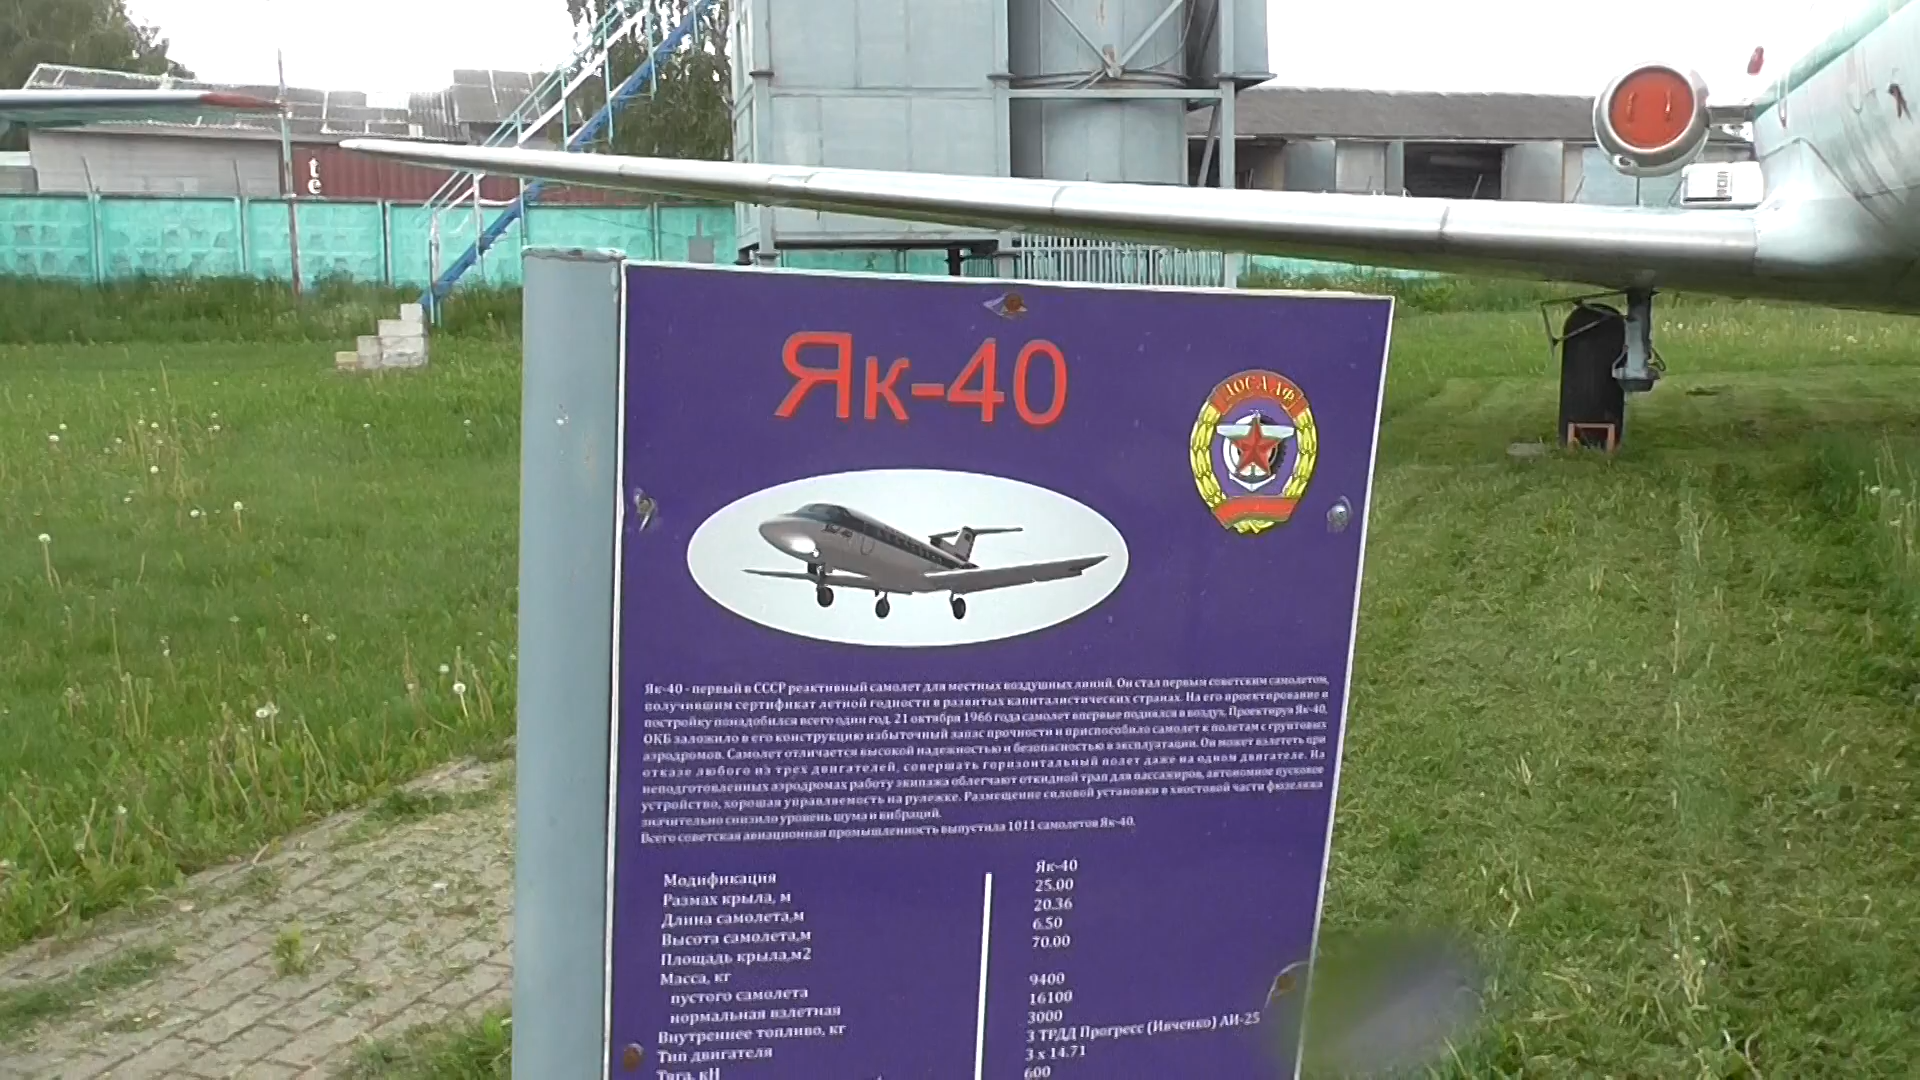 te
Як-40
ДОСААФ
Як-40 - первый в СССР реактивный самолет для местных воздушных линий. Он стал первым советским самолетом,
получившим сертификат летной годности в развитых капиталистических странах. На его проектирование и
постройку понадобился всего один год. 21 октября 1966 года самолет впервые поднялся в воздух. Проектируя Як-40,
ОКБ заложило в его конструкцию избыточный запас прочности и приспособило самолет к полетам с грунтовых
аэродромов. Самолет отличается высокой надежностью и безопасностью в эксплуатации. Он может взлететь при
отказе любого из трех двигателей, совершать горизонтальный полет даже на одном двигателе. На
неподготовленных аэродромах работу экипажа облегчают откидной трап для пассажиров, автономное пусковое
устройство, хорошая управляемость на рулежке. Размещение силовой установки в хвостовой части фюзеляжа
значительно снизило уровень шума и вибраций.
Всего советская авиационная промышленность выпустила 1011 самолетов Як-40.
Модификация Як-40
Размах крыла, м 25.00
Длина самолета,м 20.36
Высота самолета,м 6.50
Площадь крыла,м2 70.00
Масса, кг
пустого самолета 9400
нормальная взлетная 16100
Внутреннее топливо, кг 3000
Тип двигателя 3 ТРДД Прогресс (Ивченко) АИ-25
Тяга, кН 3 х 14.71
600